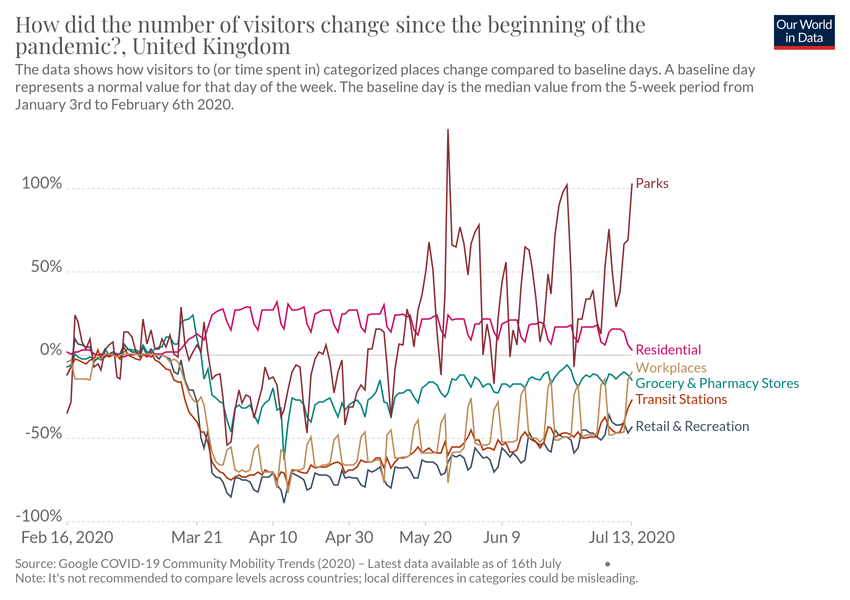 How did the number of visitors change since the beginning of the
pandemic?, United Kingdom
Our World
in Data
The data shows how visitors to (or time spent in) categorized places change compared to baseline days. A baseline day
represents a normal value for that day of the week. The baseline day is the median value from the 5-week period from
January 3rd to February 6th 2020.
100%
50%
0%
-50%
-100%
Parks
Residential
Workplaces
Grocery & Pharmacy Stores
Transit Stations
Retail & Recreation
Feb 16, 2020
Mar 21
Apr 10
Apr 30
May 20
Jun 9
Jul 13, 2020
Source: Google COVID-19 Community Mobility Trends (2020) – Latest data available as of 16th July
Note: It's not recommended to compare levels across countries; local differences in categories could be misleading.